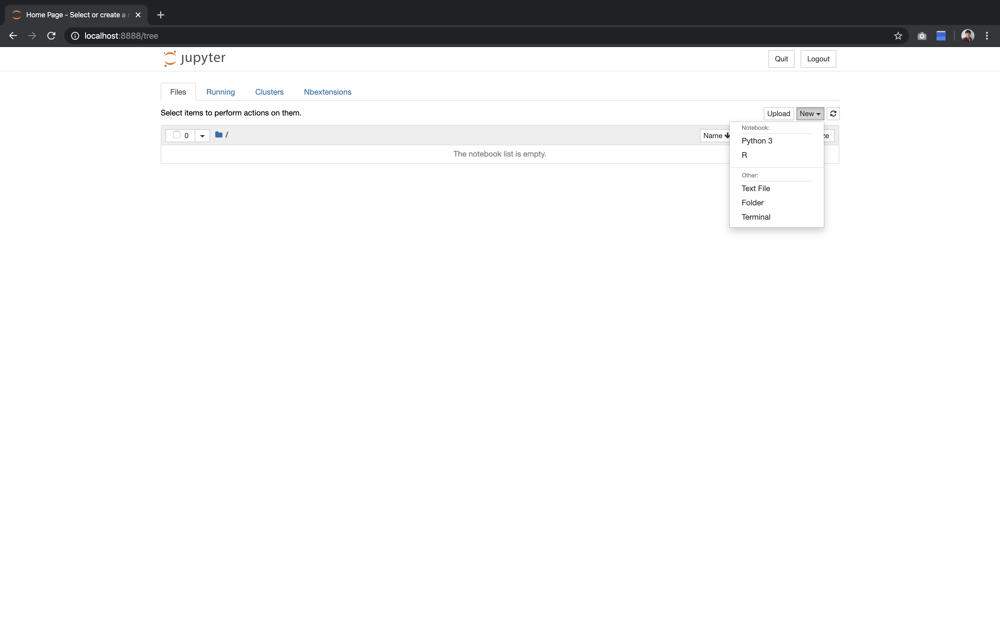 Home Page - Select or create a
localhost:8888/tree
jupyter
Quit
Logout
Files
Running
Clusters
Nbextensions
Select items to perform actions on them.
Upload
New
0
/
Name
ze
The notebook list is empty.
Notebook:
Python 3
R
Other:
Text File
Folder
Terminal